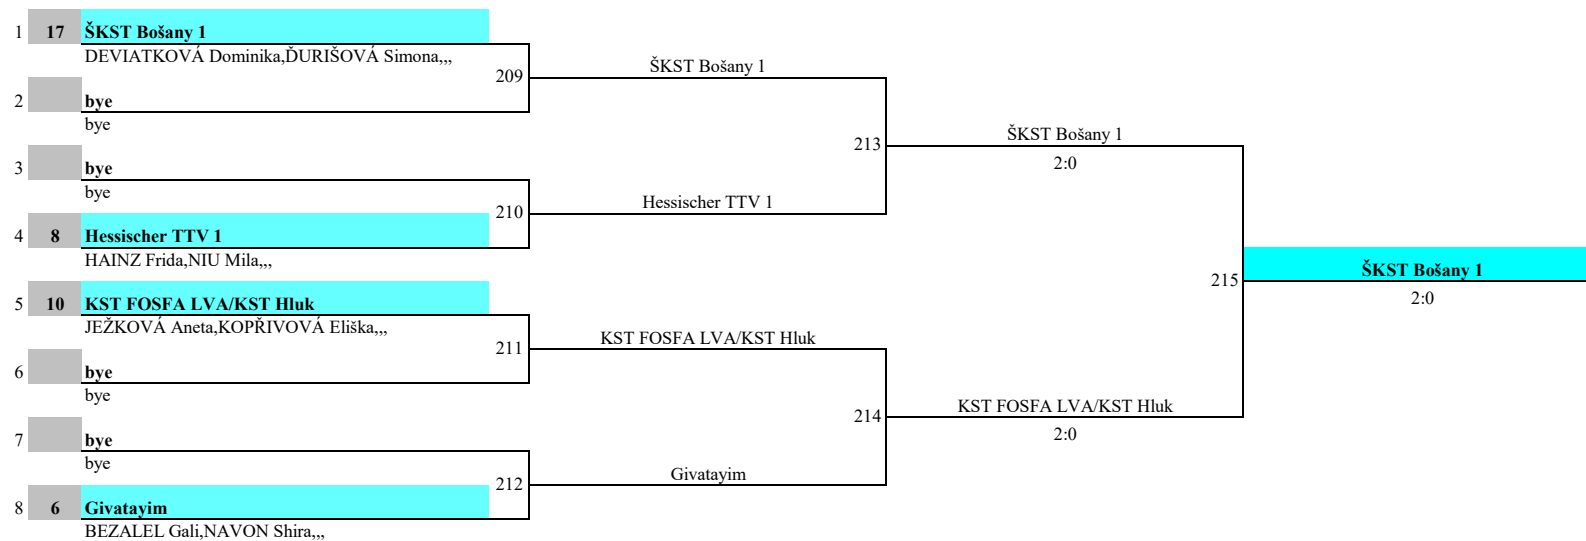 1 17 ŠKST Bošany 1
DEVIATKOVÁ Dominika,ĎURIŠOVÁ Simona,,,
209 ŠKST Bošany 1
2 bye
bye
213 ŠKST Bošany 1
2:0
3 bye
bye
210 Hessischer TTV 1
4 8 Hessischer TTV 1
HAINZ Frida,NIU Mila,,,
215 ŠKST Bošany 1
2:0
5 10 KST FOSFA LVA/KST Hluk
JEŽKOVÁ Aneta,KOPŘIVOVÁ Eliška,,,
211 KST FOSFA LVA/KST Hluk
6 bye
bye
214 KST FOSFA LVA/KST Hluk
2:0
7 bye
bye
212 Givatayim
8 6 Givatayim
BEZALEL Gali,NAVON Shira,,,